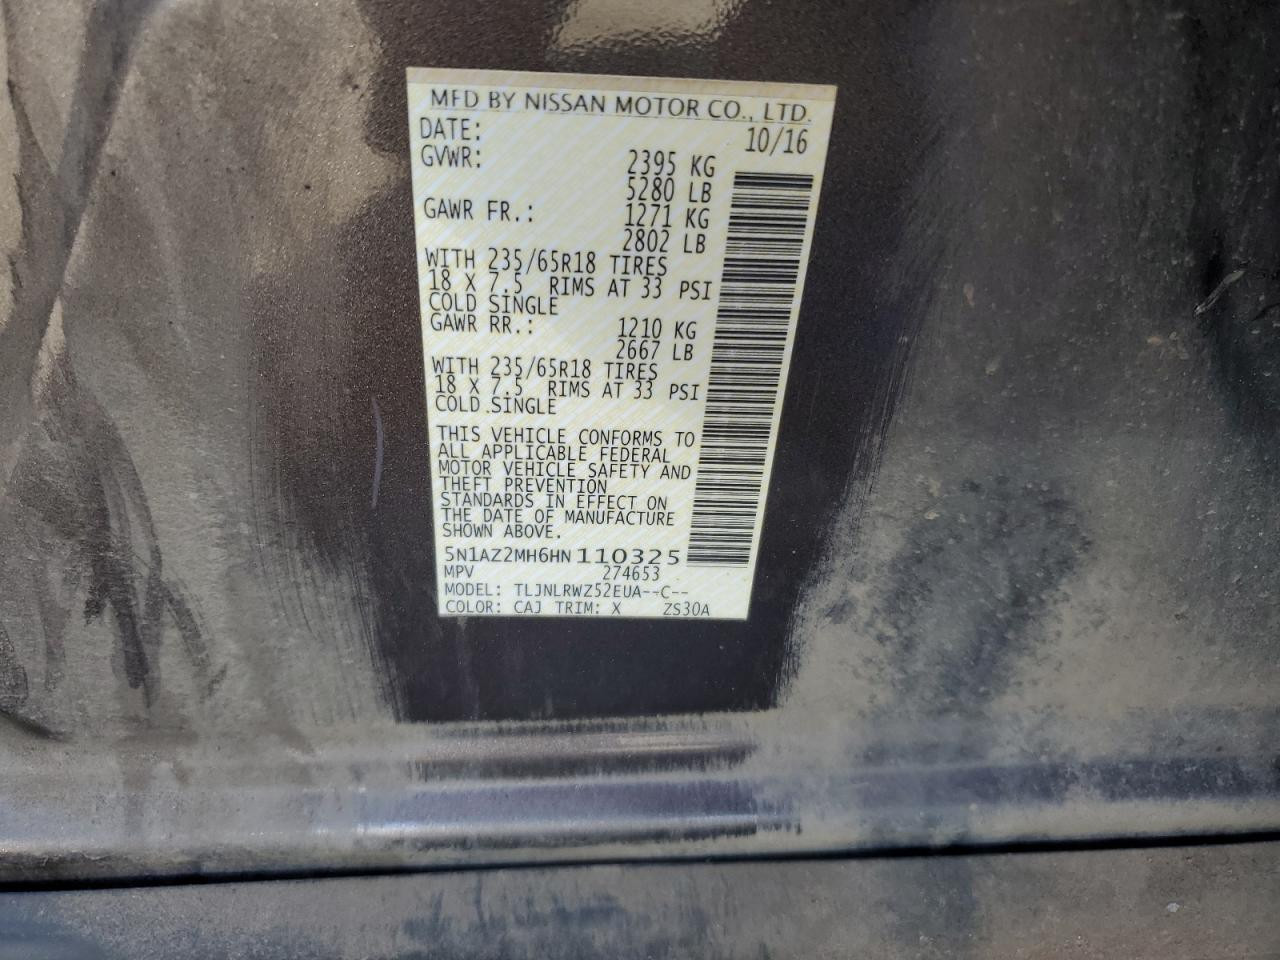 MFD BY NISSAN MOTOR CO., LTD.
DATE: 10/16
GVWR: 2395 KG
5280 LB
GAWR FR.: 1271 KG
2802 LB
WITH 235/65R18 TIRES
18 X 7.5 RIMS AT 33 PSI
COLD SINGLE
GAWR RR.: 1210 KG
2667 LB
WITH 235/65R18 TIRES
18 X 7.5 RIMS AT 33 PSI
COLD SINGLE
THIS VEHICLE CONFORMS TO
ALL APPLICABLE FEDERAL
MOTOR VEHICLE SAFETY AND
THEFT PREVENTION
STANDARDS IN EFFECT ON
THE DATE OF MANUFACTURE
SHOWN ABOVE.
5N1AZ2MH6HN110325
MPV 274653
MODEL: TLJNLRWZ52EUA--C--
COLOR: CAJ TRIM: X ZS30A